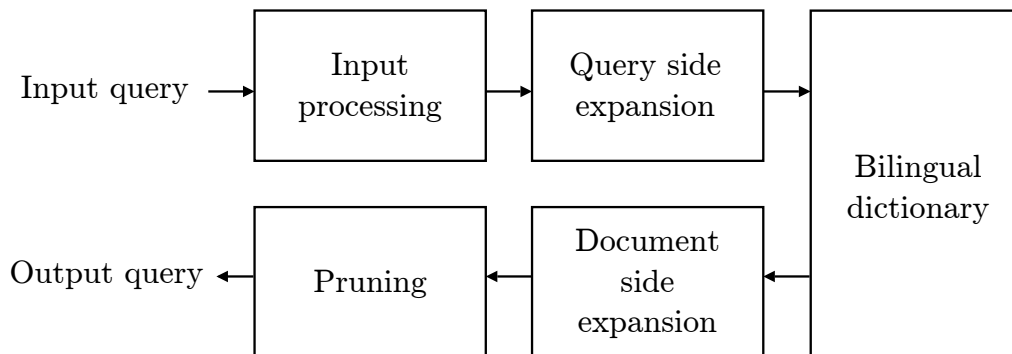 Input query
Input
processing
Query side
expansion
Bilingual
dictionary
Document
side
expansion
Pruning
Output query